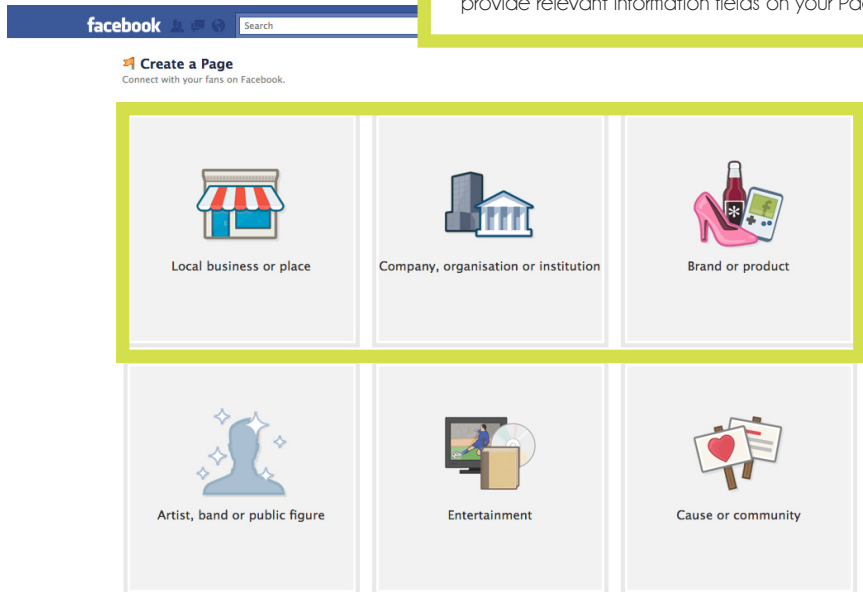 provide relevant information fields on your Pa
facebook
Search
Create a Page
Connect with your fans on Facebook.
Local business or place
Company, organisation or institution
Brand or product
Artist, band or public figure
Entertainment
Cause or community